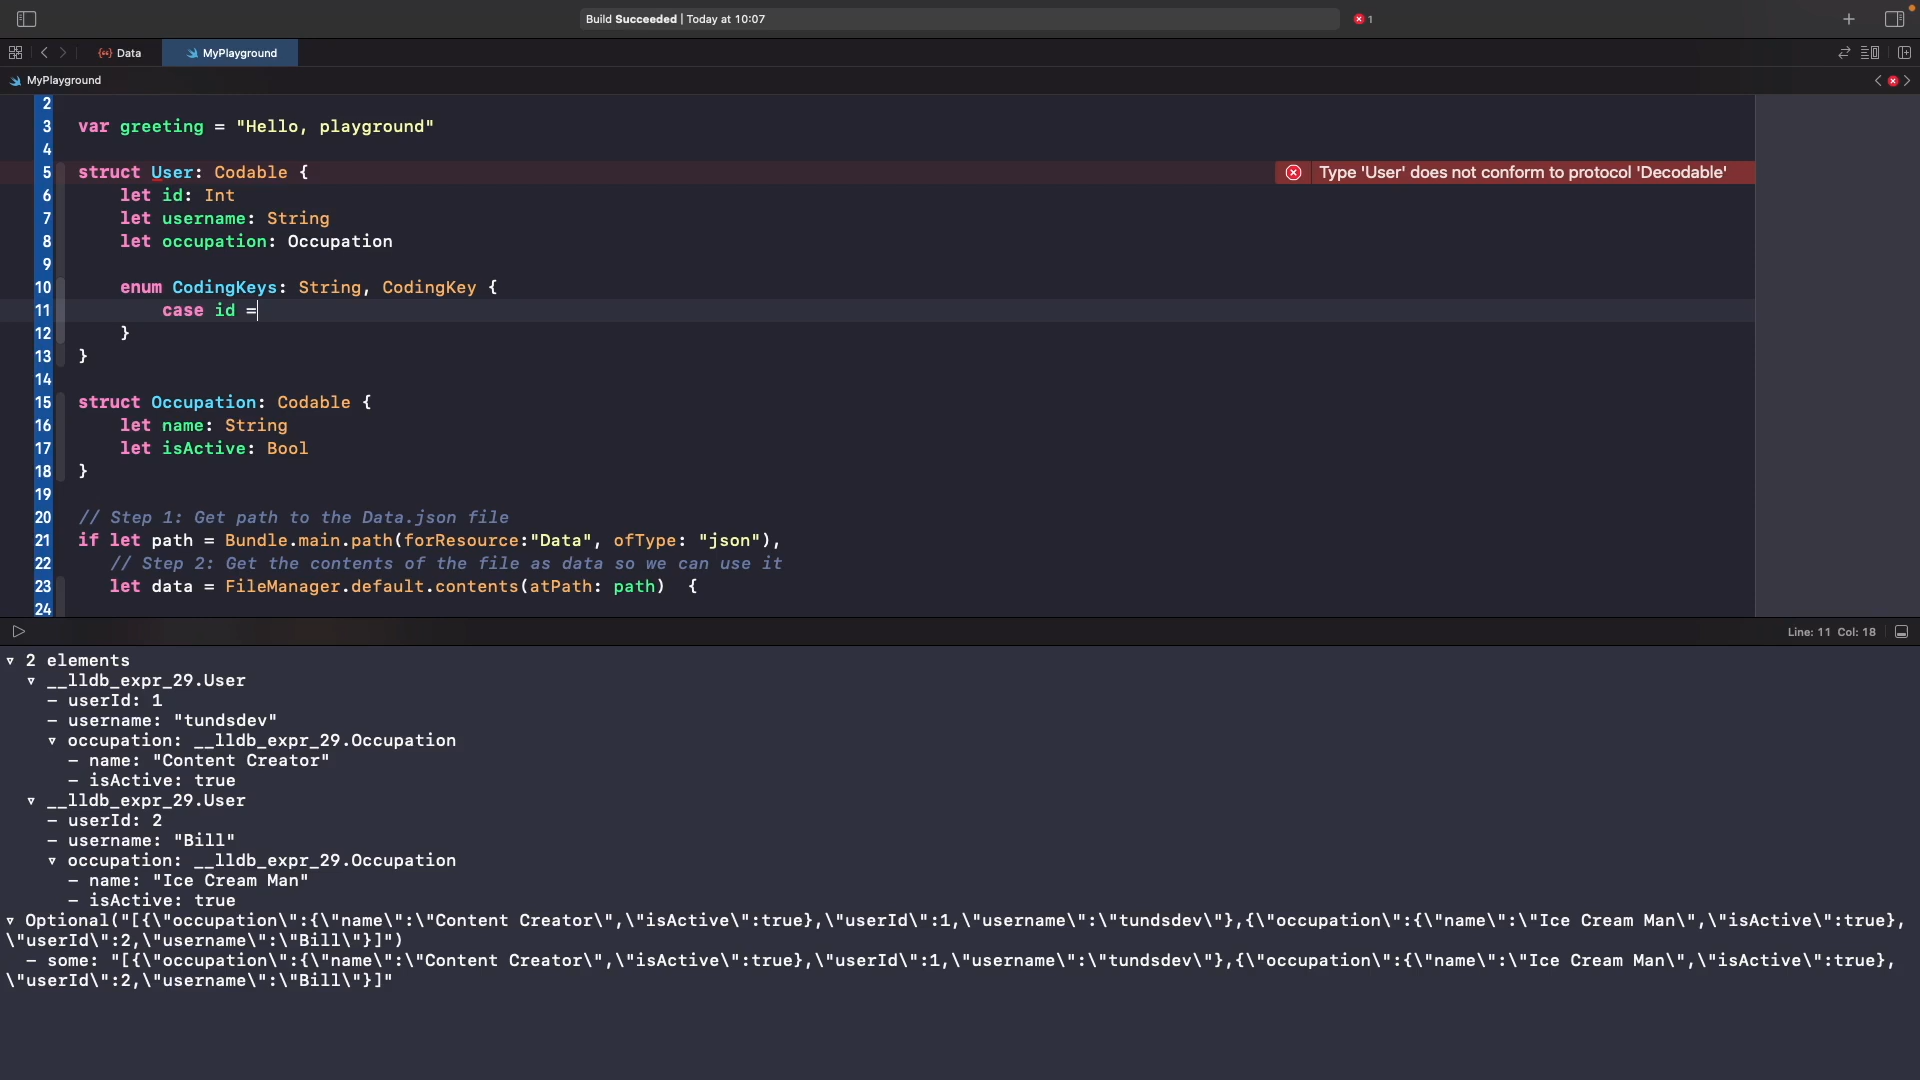 Build Succeeded | Today at 10:07
1
Data
MyPlayground
MyPlayground
2
3 var greeting = "Hello, playground"
4
5 struct User: Codable {
Type 'User' does not conform to protocol 'Decodable'
6 let id: Int
7 let username: String
8 let occupation: Occupation
9
10 enum CodingKeys: String, CodingKey {
11 case id =
12 }
13 }
14
15 struct Occupation: Codable {
16 let name: String
17 let isActive: Bool
18 }
19
20 // Step 1: Get path to the Data.json file
21 if let path = Bundle.main.path(forResource:"Data", ofType: "json"),
22 // Step 2: Get the contents of the file as data so we can use it
23 let data = FileManager.default.contents(atPath: path)  {
24
Line: 11 Col: 18
▿ 2 elements
▿ __lldb_expr_29.User
- userId: 1
- username: "tundsdev"
▿ occupation: __lldb_expr_29.Occupation
- name: "Content Creator"
- isActive: true
▿ __lldb_expr_29.User
- userId: 2
- username: "Bill"
▿ occupation: __lldb_expr_29.Occupation
- name: "Ice Cream Man"
- isActive: true
▿ Optional("[{\"occupation\":{\"name\":\"Content Creator\",\"isActive\":true},\"userId\":1,\"username\":\"tundsdev\"},{\"occupation\":{\"name\":\"Ice Cream Man\",\"isActive\":true},
\"userId\":2,\"username\":\"Bill\"}]")
- some: "[{\"occupation\":{\"name\":\"Content Creator\",\"isActive\":true},\"userId\":1,\"username\":\"tundsdev\"},{\"occupation\":{\"name\":\"Ice Cream Man\",\"isActive\":true},
\"userId\":2,\"username\":\"Bill\"}]"